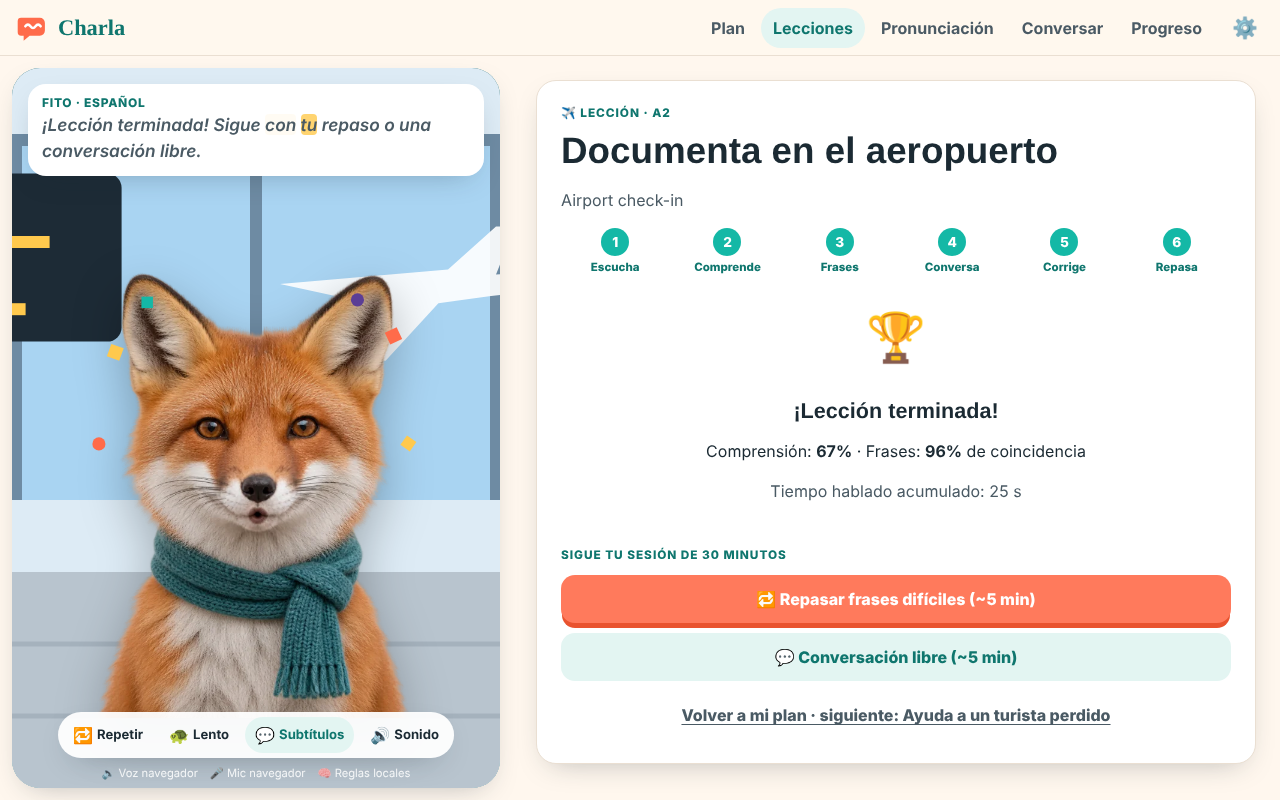 Charla
Plan
Lecciones
Pronunciación
Conversar
Progreso
FITO · ESPAÑOL
¡Lección terminada! Sigue con tu repaso o una
conversación libre.
Repetir
Lento
Subtítulos
Sonido
Voz navegador
Mic navegador
Reglas locales
LECCIÓN · A2
Documenta en el aeropuerto
Airport check-in
1
2
3
4
5
6
Escucha
Comprende
Frases
Conversa
Corrige
Repasa
¡Lección terminada!
Comprensión: 67% · Frases: 96% de coincidencia
Tiempo hablado acumulado: 25 s
SIGUE TU SESIÓN DE 30 MINUTOS
Repasar frases difíciles (~5 min)
Conversación libre (~5 min)
Volver a mi plan · siguiente: Ayuda a un turista perdido